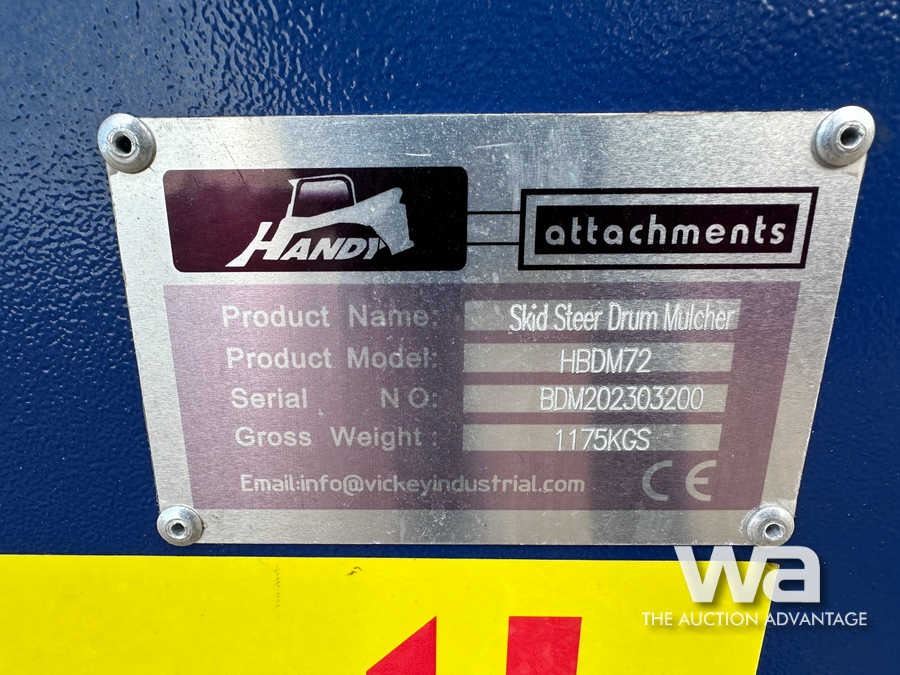 HANDY attachments
Product Name: Skid Steer Drum Mulcher
Product Model: HBDM72
Serial NO: BDM202303200
Gross Weight: 1175KGS
Email:info@vickeyindustrial.com CE
wa
THE AUCTION ADVANTAGE